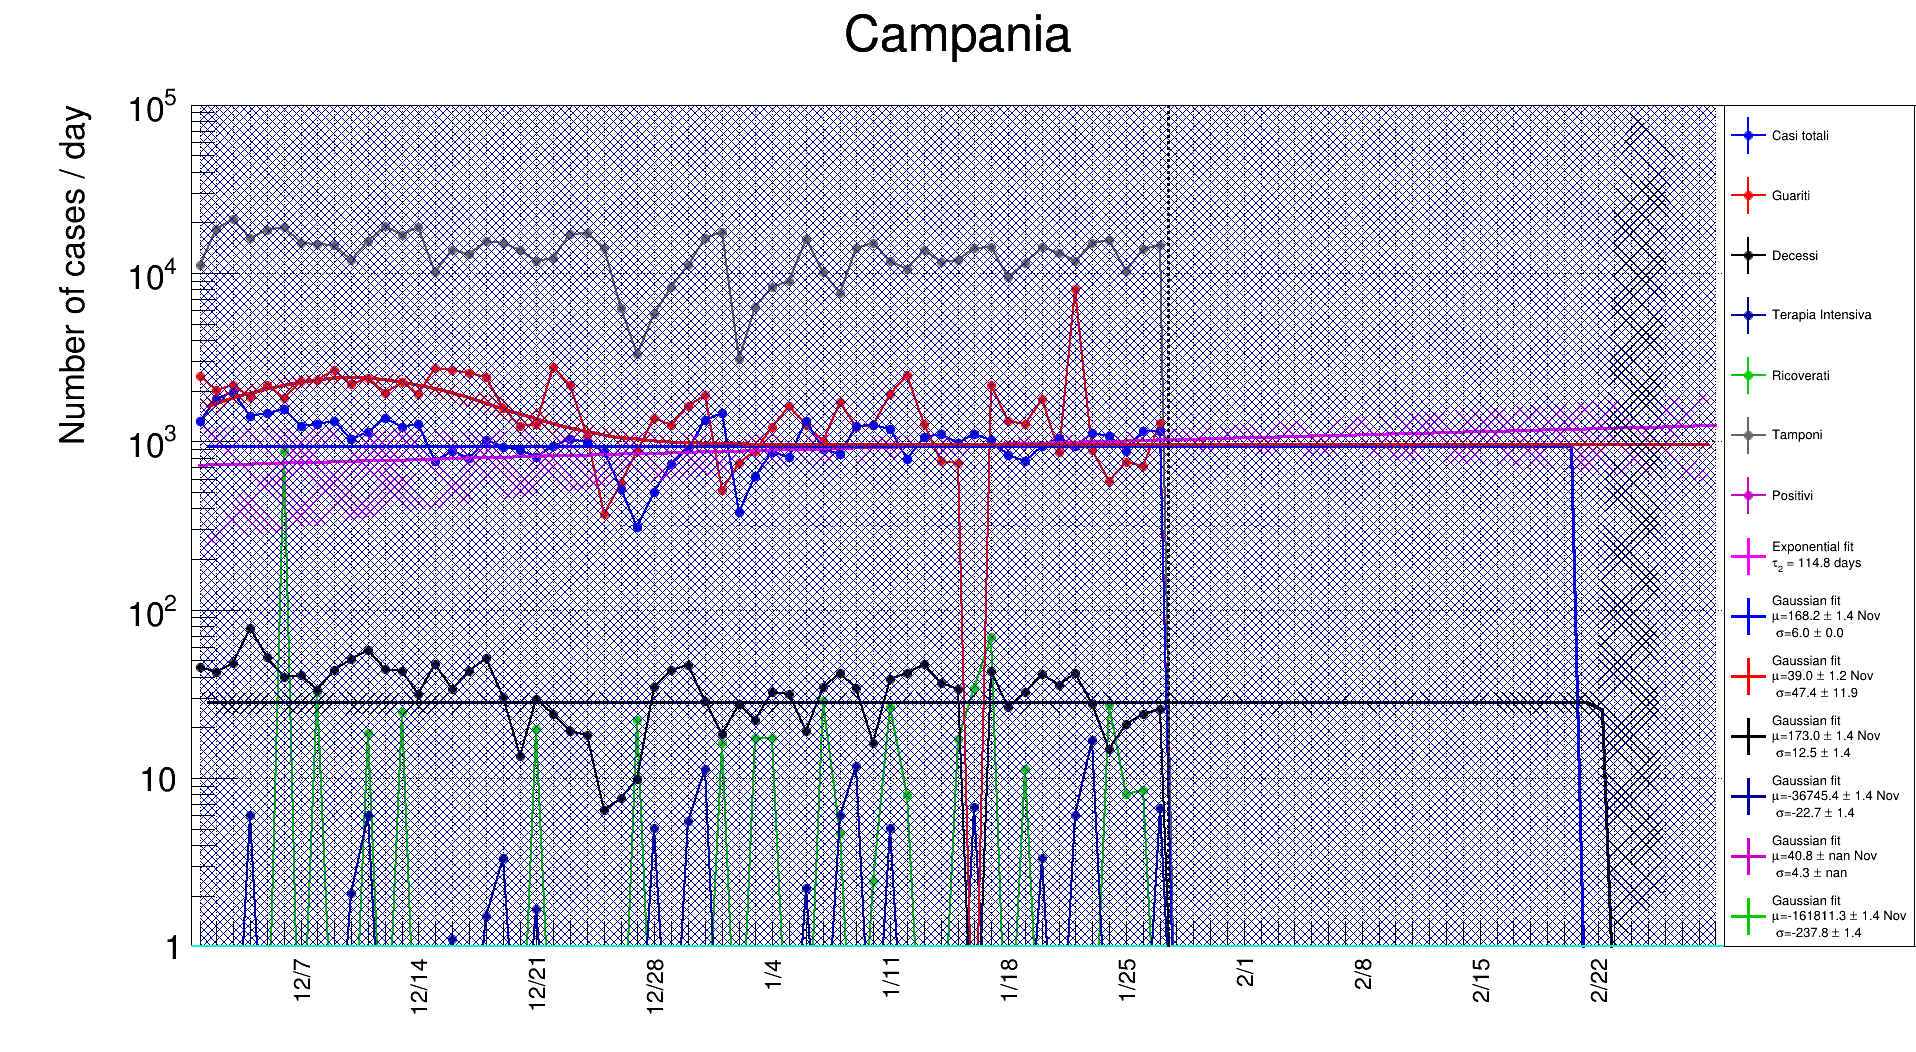 Campania
Number of cases / day
10^5
10^4
10^3
10^2
10
1
12/7
12/14
12/21
12/28
1/4
1/11
1/18
1/25
2/1
2/8
2/15
2/22
Casi totali
Guariti
Decessi
Terapia Intensiva
Ricoverati
Tamponi
Positivi
Exponential fit
τ_2 = 114.8 days
Gaussian fit
μ=168.2 ± 1.4 Nov
σ=6.0 ± 0.0
Gaussian fit
μ=39.0 ± 1.2 Nov
σ=47.4 ± 11.9
Gaussian fit
μ=173.0 ± 1.4 Nov
σ=12.5 ± 1.4
Gaussian fit
μ=-36745.4 ± 1.4 Nov
σ=-22.7 ± 1.4
Gaussian fit
μ=40.8 ± nan Nov
σ=4.3 ± nan
Gaussian fit
μ=-161811.3 ± 1.4 Nov
σ=-237.8 ± 1.4